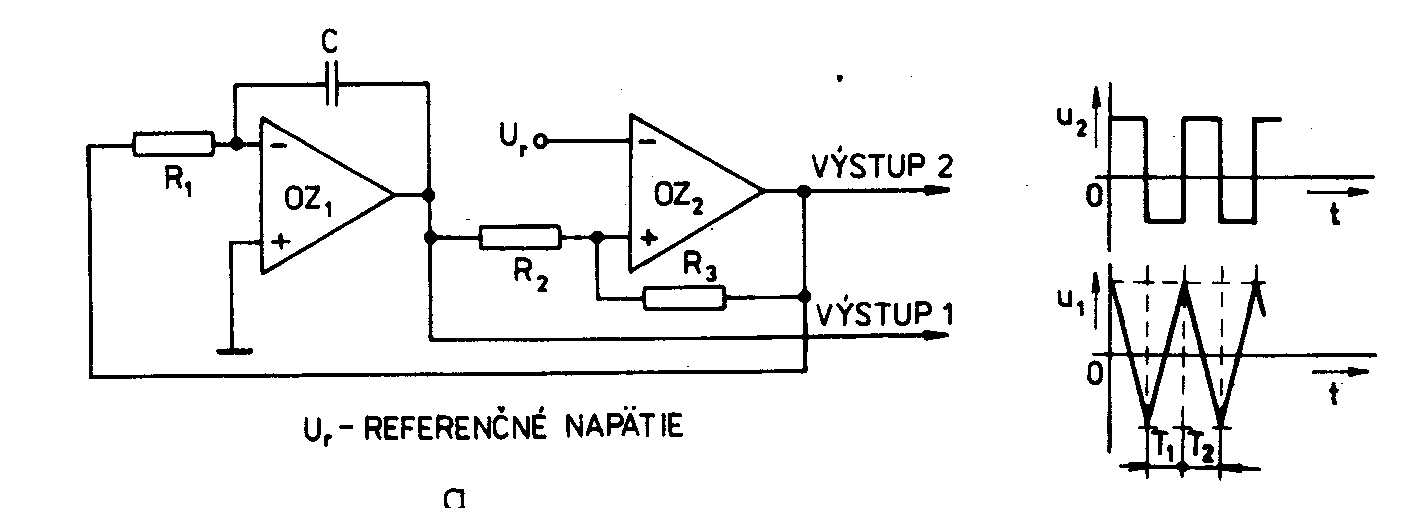 C
R₁
OZ₁
Uᵣ
OZ₂
R₂
R₃
VÝSTUP 2
VÝSTUP 1
Uᵣ – REFERENČNÉ NAPÄTIE
a
u₂
0
t
u₁
0
t
T₁ T₂